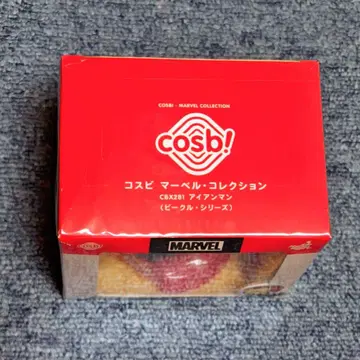 COSBI - MARVEL COLLECTION
cosb!
コスビ マーベル・コレクション
CBX281 アイアンマン
〈ビークル・シリーズ〉
MARVEL
cosb!